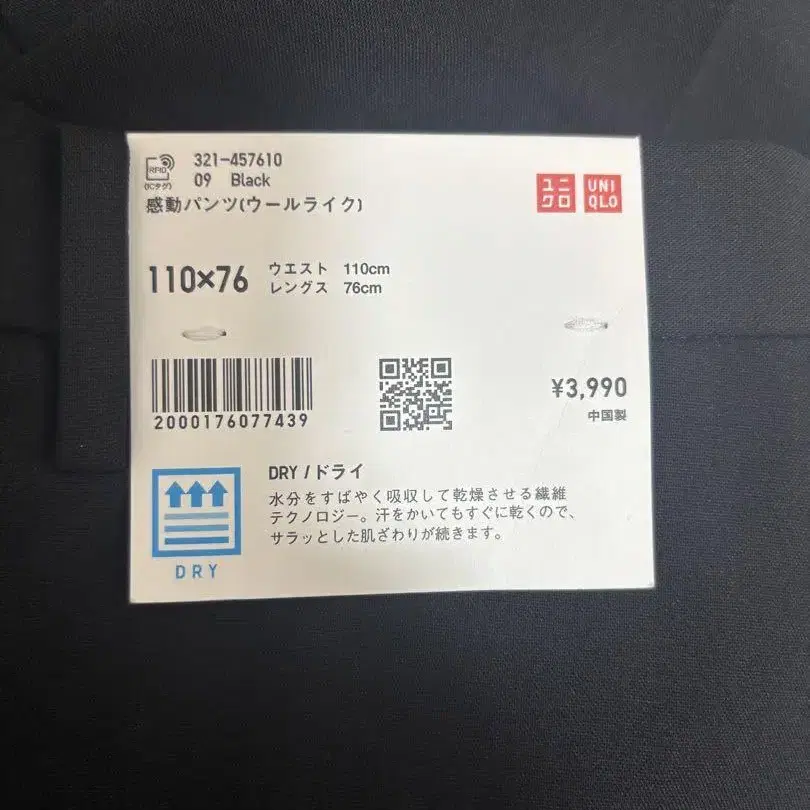 RFID
(ICタグ)
321-457610
09 Black
感動パンツ(ウールライク)
ユニ
クロ
UNI
QLO
110×76
ウエスト 110cm
レングス 76cm
2000176077439
¥3,990
中国製
DRY /ドライ
水分をすばやく吸収して乾燥させる繊維
テクノロジー。汗をかいてもすぐに乾くので、
サラッとした肌ざわりが続きます。
DRY